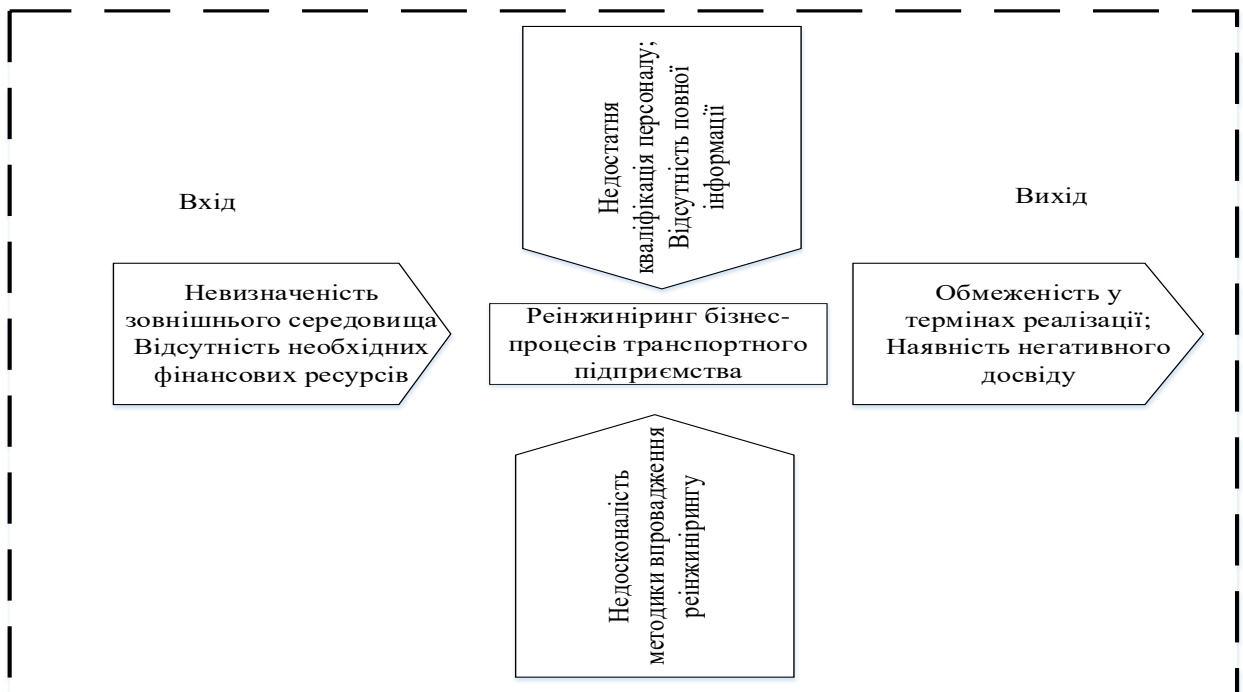 Недостатня
кваліфікація персоналу;
Відсутність повної
інформації
Вхід
Вихід
Невизначеність
зовнішнього середовища
Відсутність необхідних
фінансових ресурсів
Реінжиніринг бізнес-
процесів транспортного
підприємства
Обмеженість у
термінах реалізації;
Наявність негативного
досвіду
Недосконалість
методики впровадження
реінжинірингу